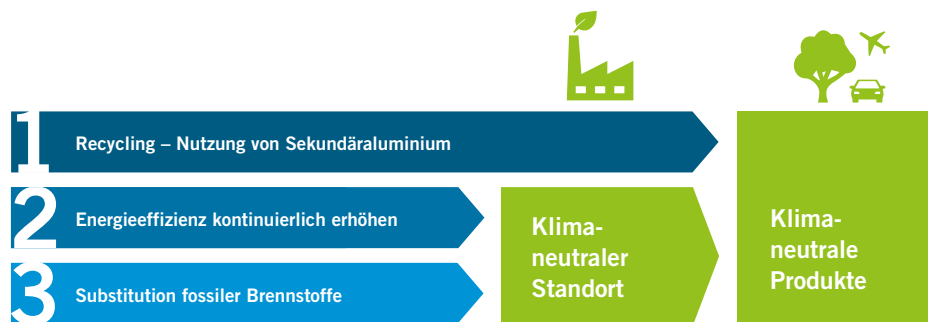 1
Recycling – Nutzung von Sekundäraluminium
2
Energieeffizienz kontinuierlich erhöhen
3
Substitution fossiler Brennstoffe
Klima-
neutraler
Standort
Klima-
neutrale
Produkte